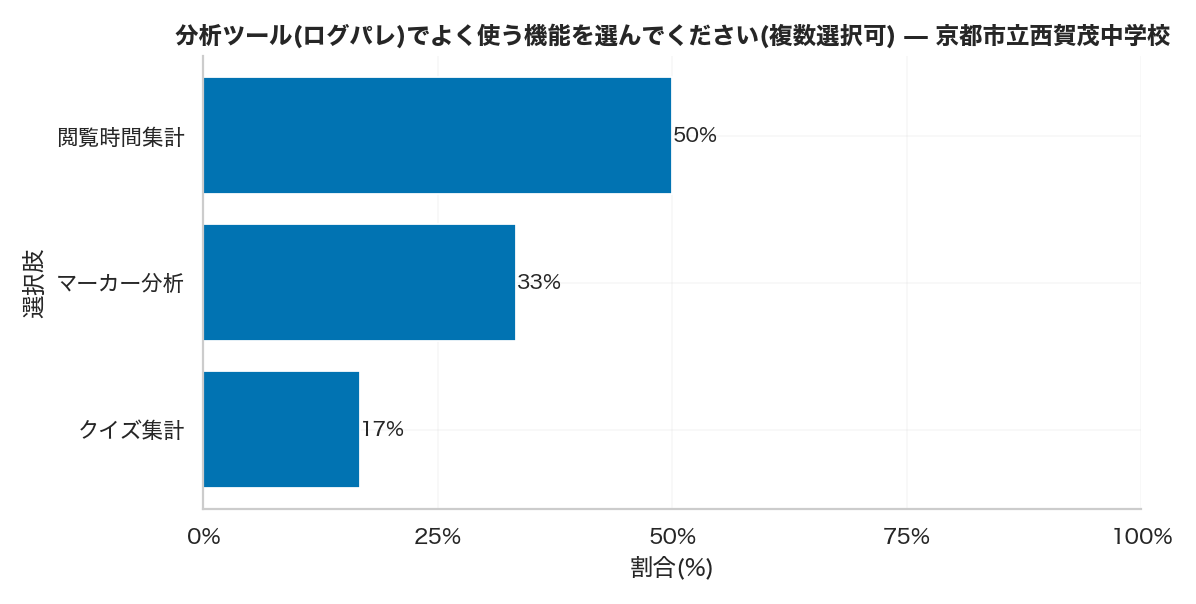 分析ツール(ログパレ)でよく使う機能を選んでください(複数選択可) — 京都市立西賀茂中学校
閲覧時間集計
50%
マーカー分析
33%
クイズ集計
17%
選択肢
0%
25%
50%
75%
100%
割合(%)